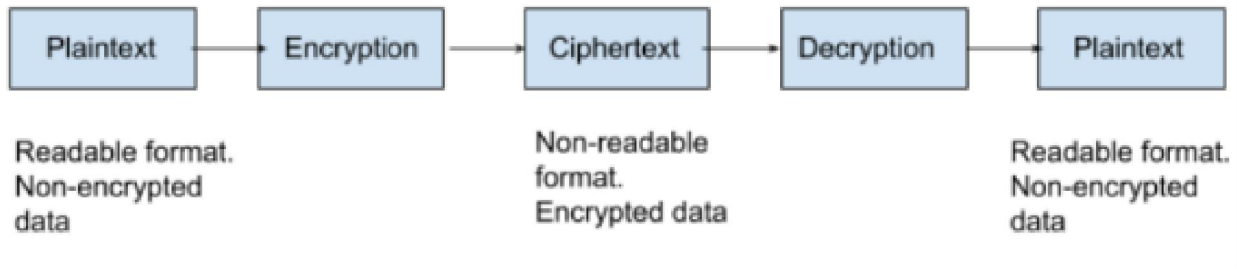 Plaintext
Encryption
Ciphertext
Decryption
Plaintext
Readable format.
Non-encrypted
data
Non-readable
format.
Encrypted data
Readable format.
Non-encrypted
data